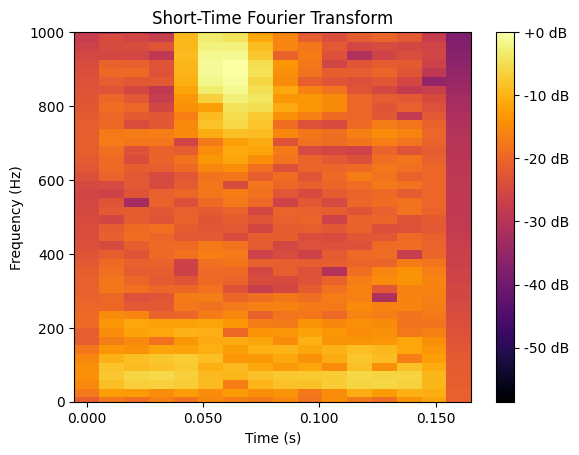 Short-Time Fourier Transform
Frequency (Hz)
1000
800
600
400
200
0
0.000
0.050
0.100
0.150
Time (s)
+0 dB
-10 dB
-20 dB
-30 dB
-40 dB
-50 dB